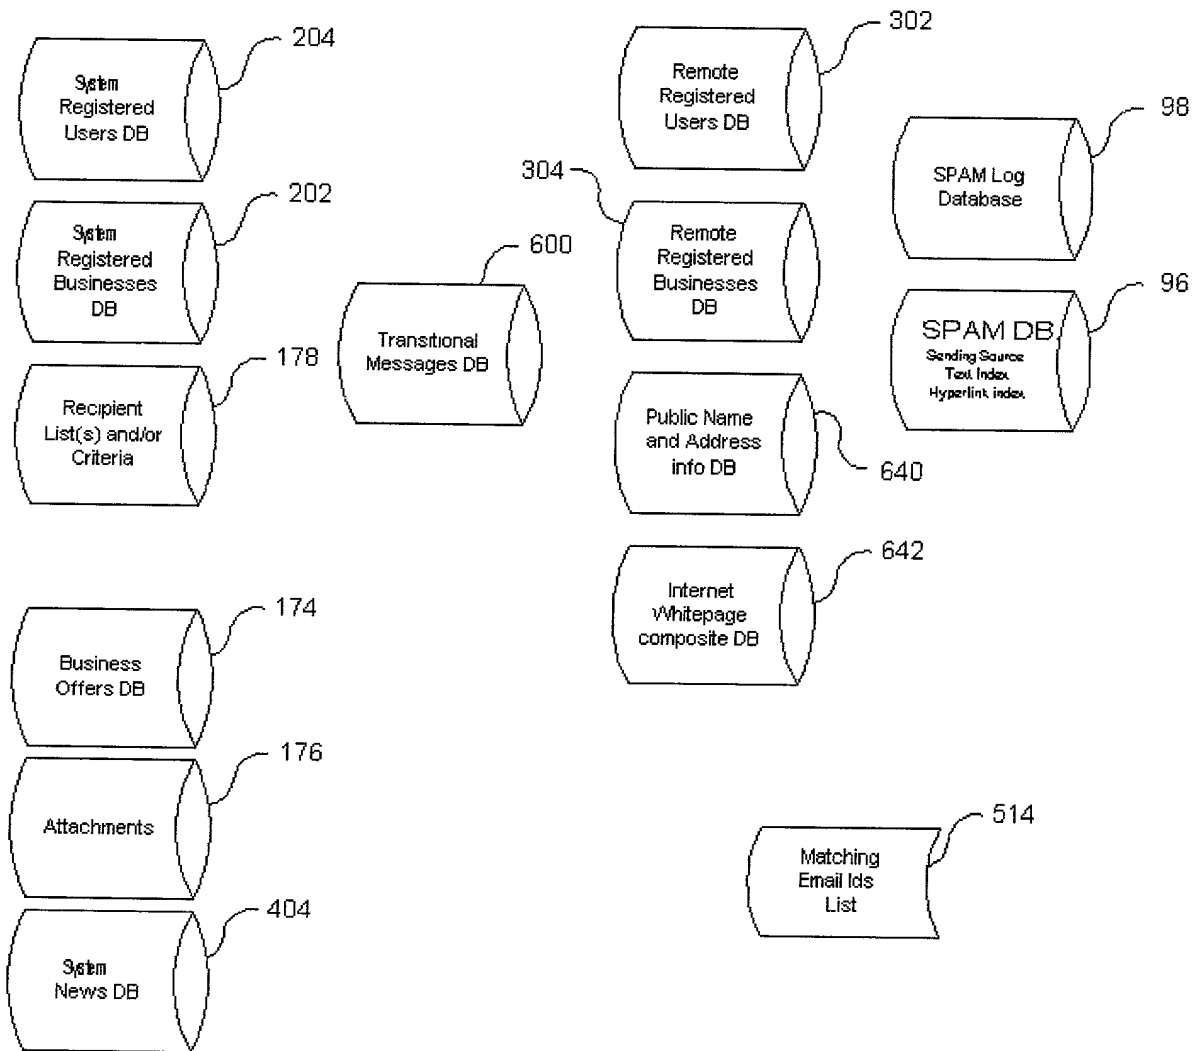 204
System
Registered
Users DB
202
System
Registered
Businesses
DB
178
Recipient
List(s) and/or
Criteria
600
Transitional
Messages DB
302
Remote
Registered
Users DB
304
Remote
Registered
Businesses
DB
98
SPAM Log
Database
96
SPAM DB
Sending Source
Text Index
Hyperlink index
Public Name
and Address
info DB
640
642
Internet
Whitepage
composite DB
174
Business
Offers DB
176
Attachments
404
System
News DB
514
Matching
Email Ids
List